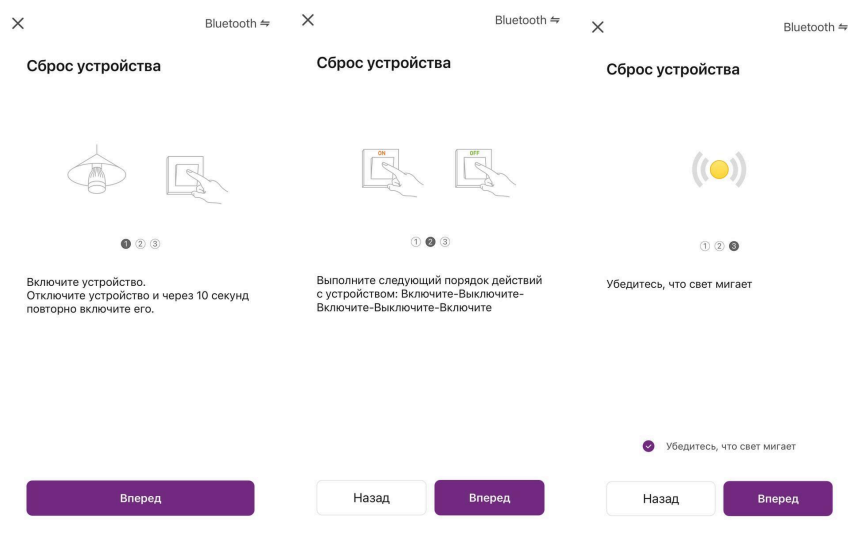 Bluetooth ⇋
Сброс устройства
1 2 3
Включите устройство.
Отключите устройство и через 10 секунд
повторно включите его.
Вперед
Bluetooth ⇋
Сброс устройства
ON
OFF
1 2 3
Выполните следующий порядок действий
с устройством: Включите-Выключите-
Включите-Выключите-Включите
Назад
Вперед
Bluetooth ⇋
Сброс устройства
1 2 3
Убедитесь, что свет мигает
Убедитесь, что свет мигает
Назад
Вперед